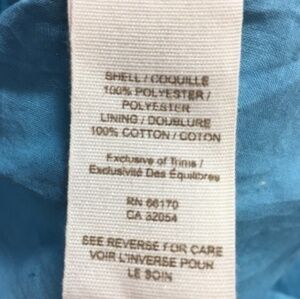 SHELL / COQUILLE
100% POLYESTER /
POLYESTER
LINING / DOUBLURE
100% COTTON / COTON
Exclusive of Trims /
Exclusivité Des Équilibres
RN 66170
CA 32054
SEE REVERSE FOR CARE
VOIR L'INVERSE POUR
LE SOIN